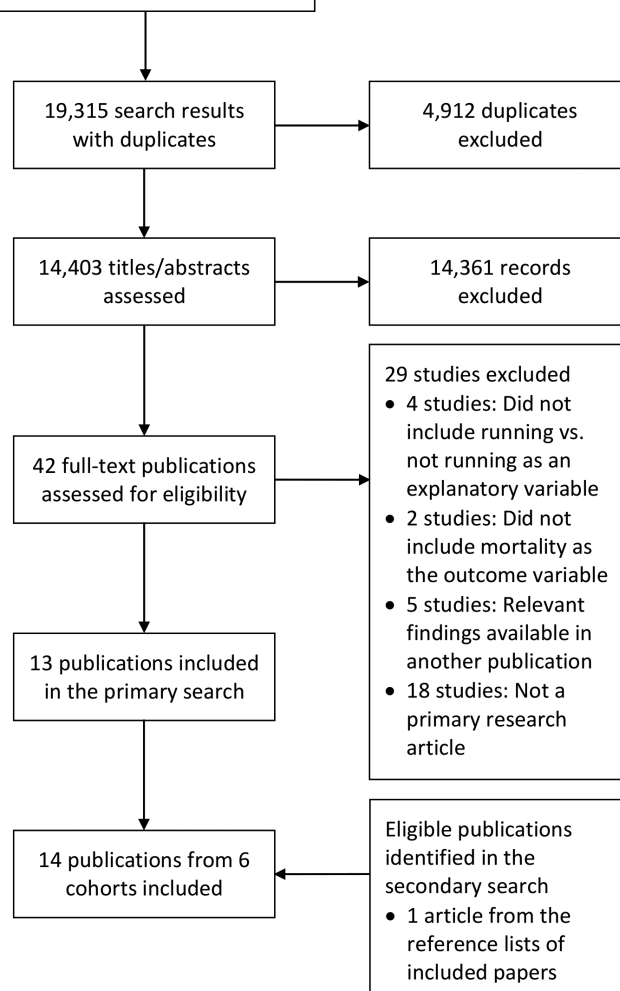 19,315 search results
with duplicates
4,912 duplicates
excluded
14,403 titles/abstracts
assessed
14,361 records
excluded
42 full-text publications
assessed for eligibility
29 studies excluded
• 4 studies: Did not
include running vs.
not running as an
explanatory variable
• 2 studies: Did not
include mortality as
the outcome variable
• 5 studies: Relevant
findings available in
another publication
• 18 studies: Not a
primary research
article
13 publications included
in the primary search
14 publications from 6
cohorts included
Eligible publications
identified in the
secondary search
• 1 article from the
reference lists of
included papers